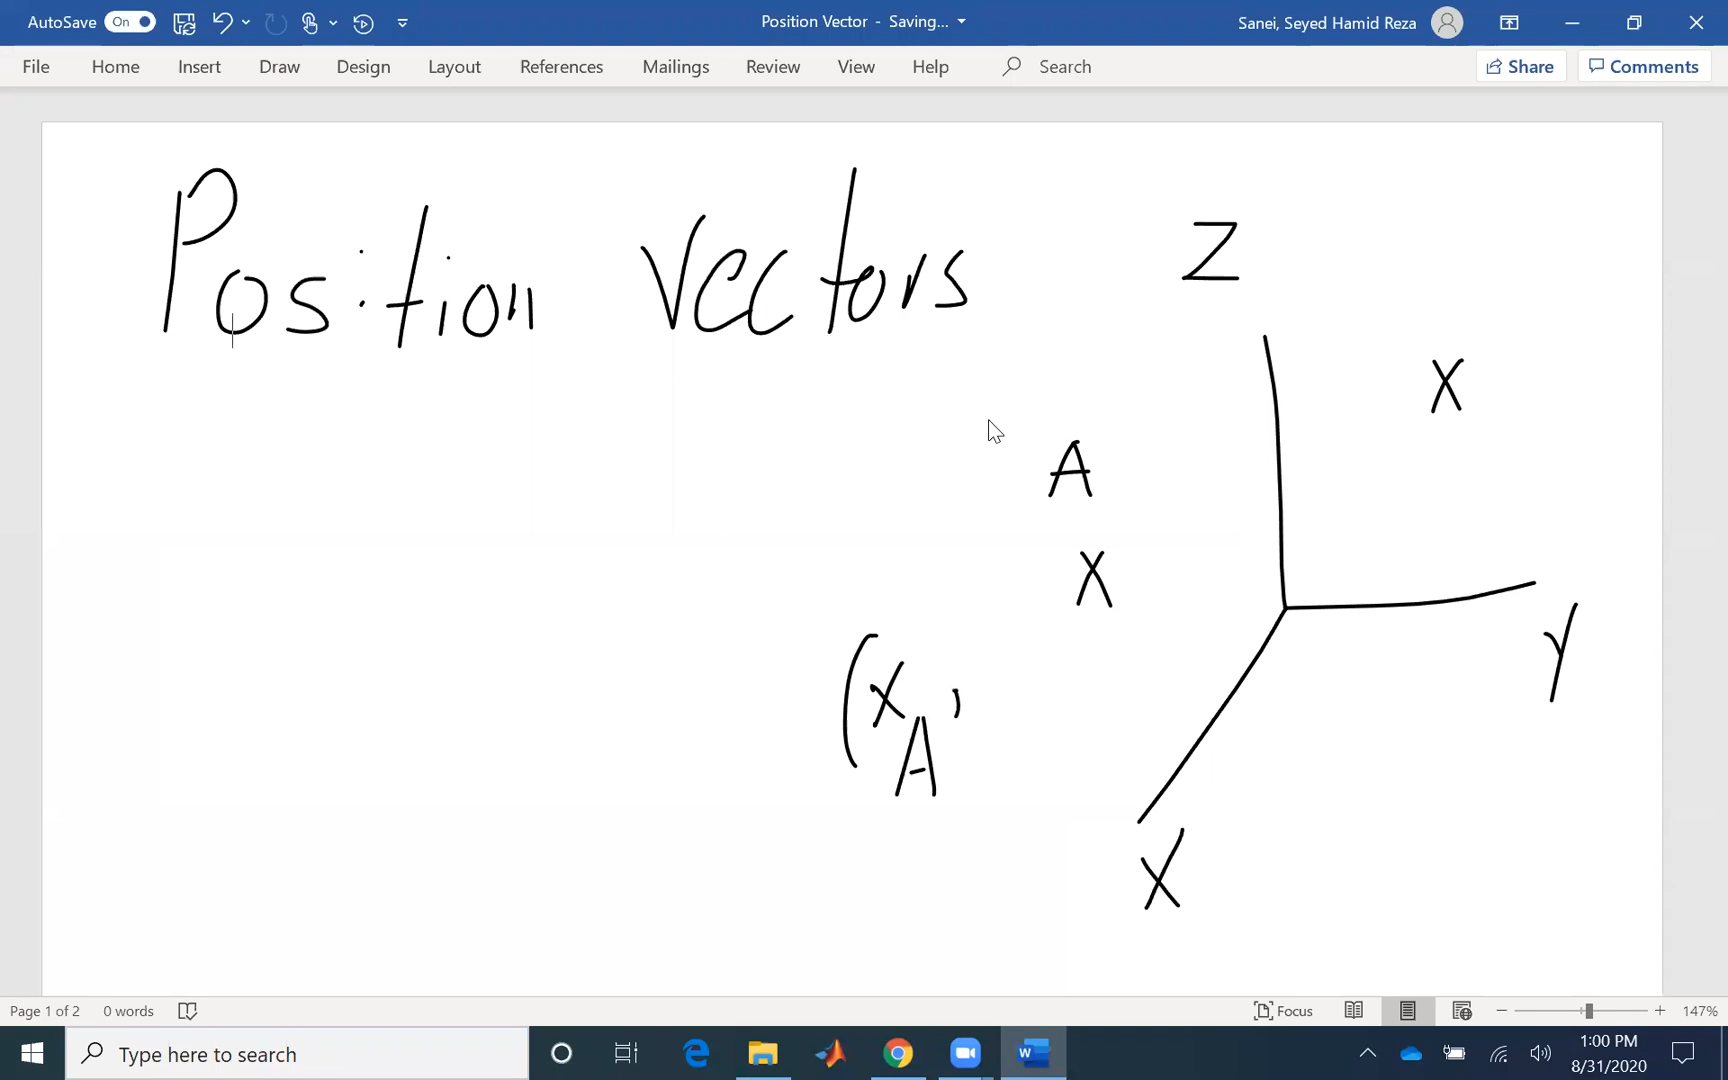 AutoSave On Position Vector - Saving... Sanei, Seyed Hamid Reza
File Home Insert Draw Design Layout References Mailings Review View Help Search Share Comments
Position Vectors
Z
X
A
X
Y
(XA,
X
Page 1 of 2 0 words Focus 147%
Type here to search 1:00 PM
8/31/2020